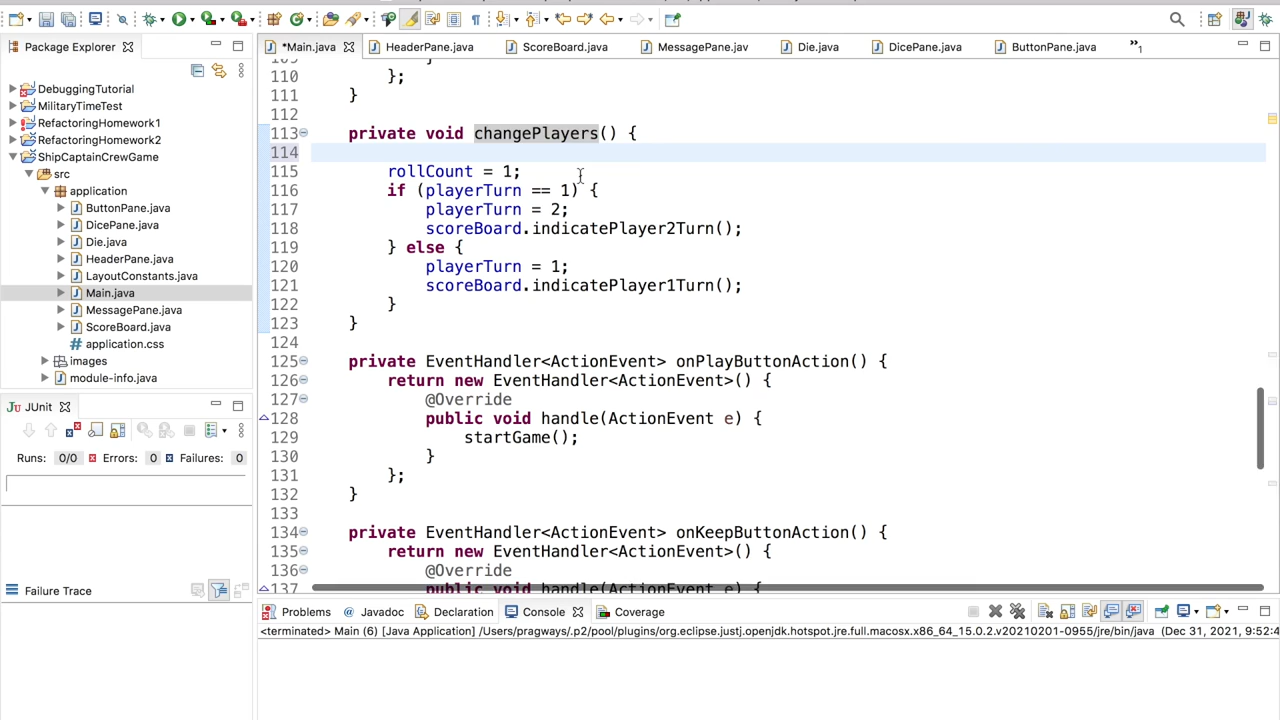 Package Explorer
*Main.java
HeaderPane.java
ScoreBoard.java
MessagePane.jav
Die.java
DicePane.java
ButtonPane.java
1
DebuggingTutorial
MilitaryTimeTest
RefactoringHomework1
RefactoringHomework2
ShipCaptainCrewGame
src
application
ButtonPane.java
DicePane.java
Die.java
HeaderPane.java
LayoutConstants.java
Main.java
MessagePane.java
ScoreBoard.java
application.css
images
module-info.java
JUnit
Runs: 0/0 Errors: 0 Failures: 0
Failure Trace
109 }
110 };
111 }
112
113 private void changePlayers() {
114
115 rollCount = 1;
116 if (playerTurn == 1) {
117 playerTurn = 2;
118 scoreBoard.indicatePlayer2Turn();
119 } else {
120 playerTurn = 1;
121 scoreBoard.indicatePlayer1Turn();
122 }
123 }
124
125 private EventHandler<ActionEvent> onPlayButtonAction() {
126 return new EventHandler<ActionEvent>() {
127 @Override
128 public void handle(ActionEvent e) {
129 startGame();
130 }
131 };
132 }
133
134 private EventHandler<ActionEvent> onKeepButtonAction() {
135 return new EventHandler<ActionEvent>() {
136 @Override
137 public void handle(ActionEvent e) {
Problems @ Javadoc Declaration Console Coverage
<terminated> Main (6) [Java Application] /Users/pragways/.p2/pool/plugins/org.eclipse.justj.openjdk.hotspot.jre.full.macosx.x86_64_15.0.2.v20210201-0955/jre/bin/java (Dec 31, 2021, 9:52:4